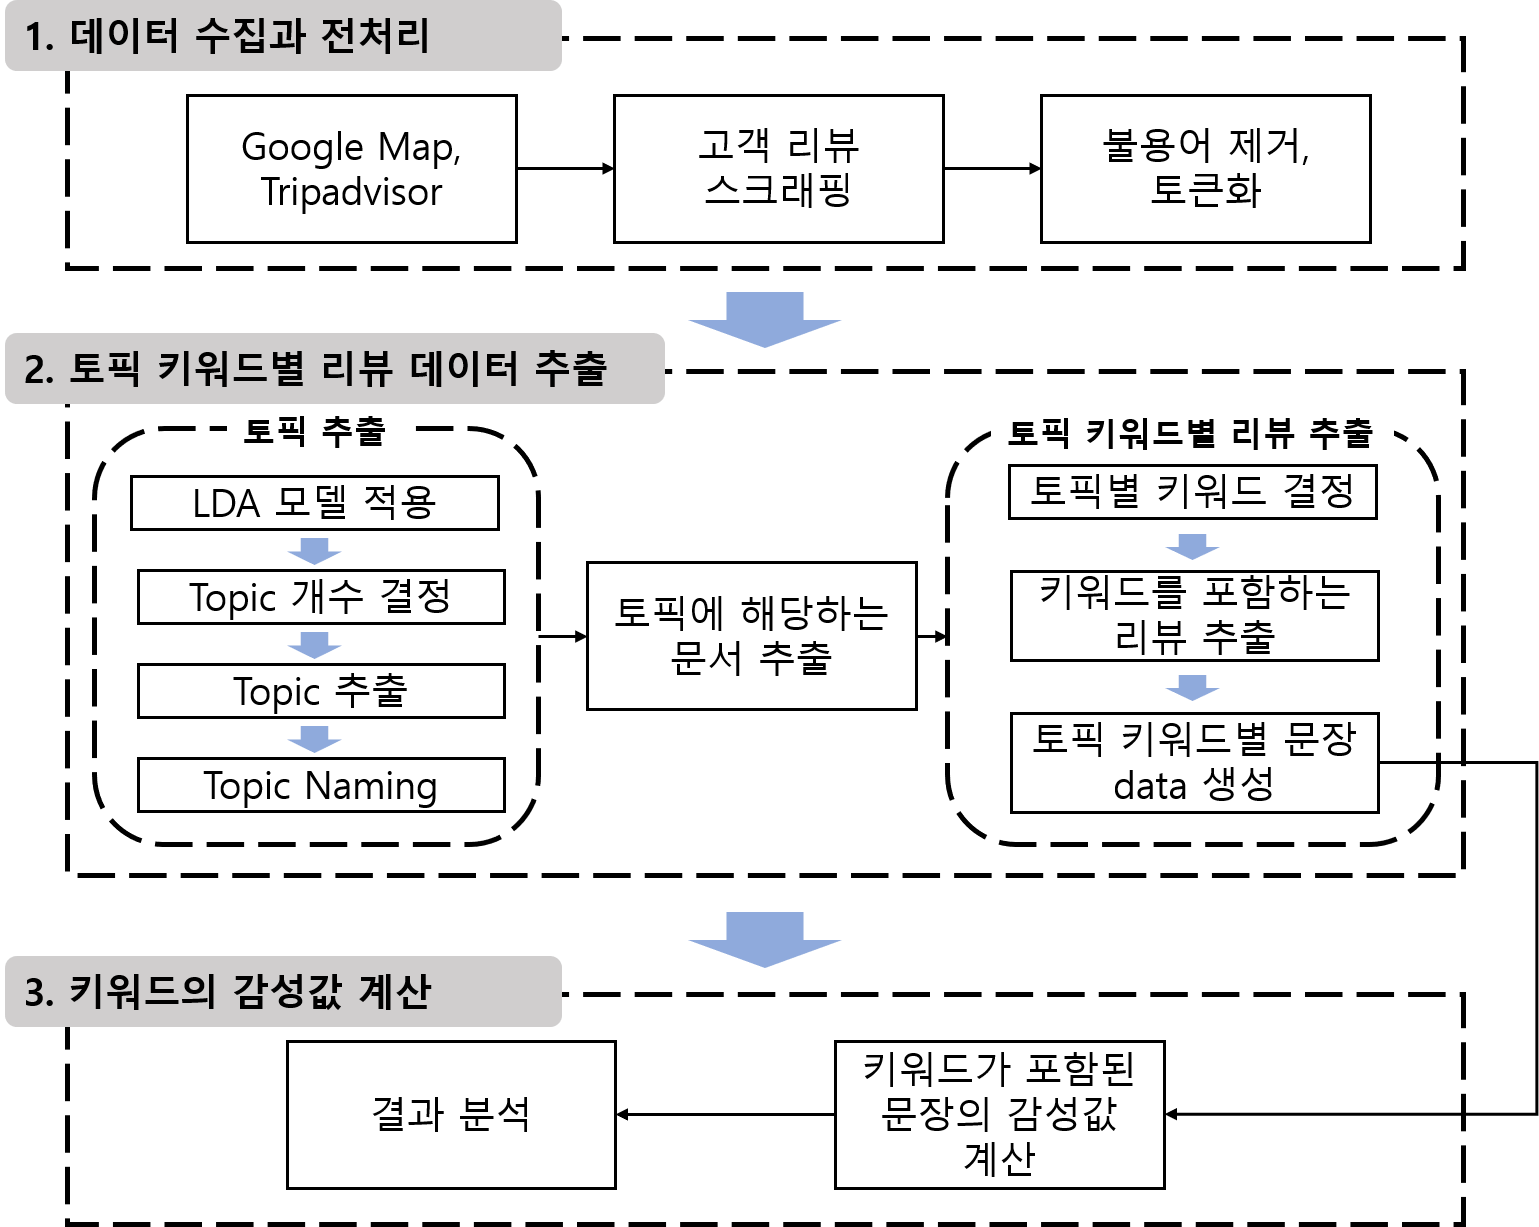 1. 데이터 수집과 전처리
Google Map,
Tripadvisor
고객 리뷰
스크래핑
불용어 제거,
토큰화
2. 토픽 키워드별 리뷰 데이터 추출
토픽 추출
LDA 모델 적용
Topic 개수 결정
Topic 추출
Topic Naming
토픽에 해당하는
문서 추출
토픽 키워드별 리뷰 추출
토픽별 키워드 결정
키워드를 포함하는
리뷰 추출
토픽 키워드별 문장
data 생성
3. 키워드의 감성값 계산
결과 분석
키워드가 포함된
문장의 감성값
계산